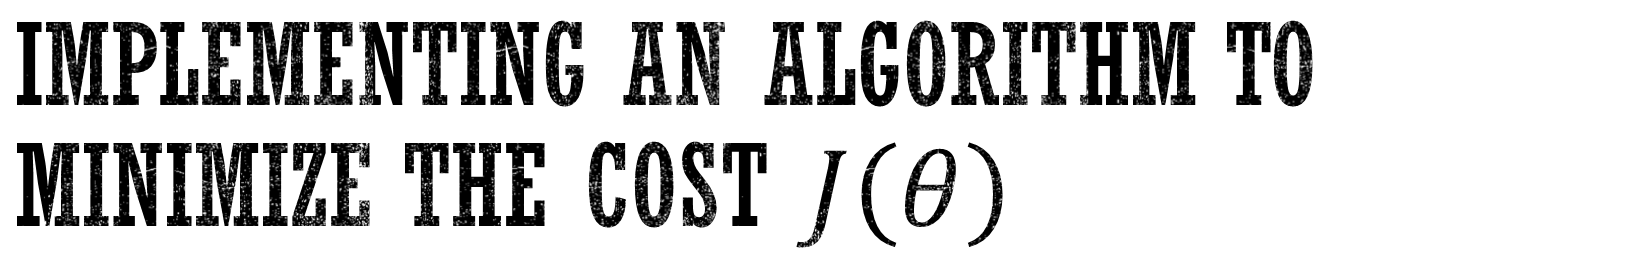 IMPLEMENTING AN ALGORITHM TO
MINIMIZE THE COST J(θ)